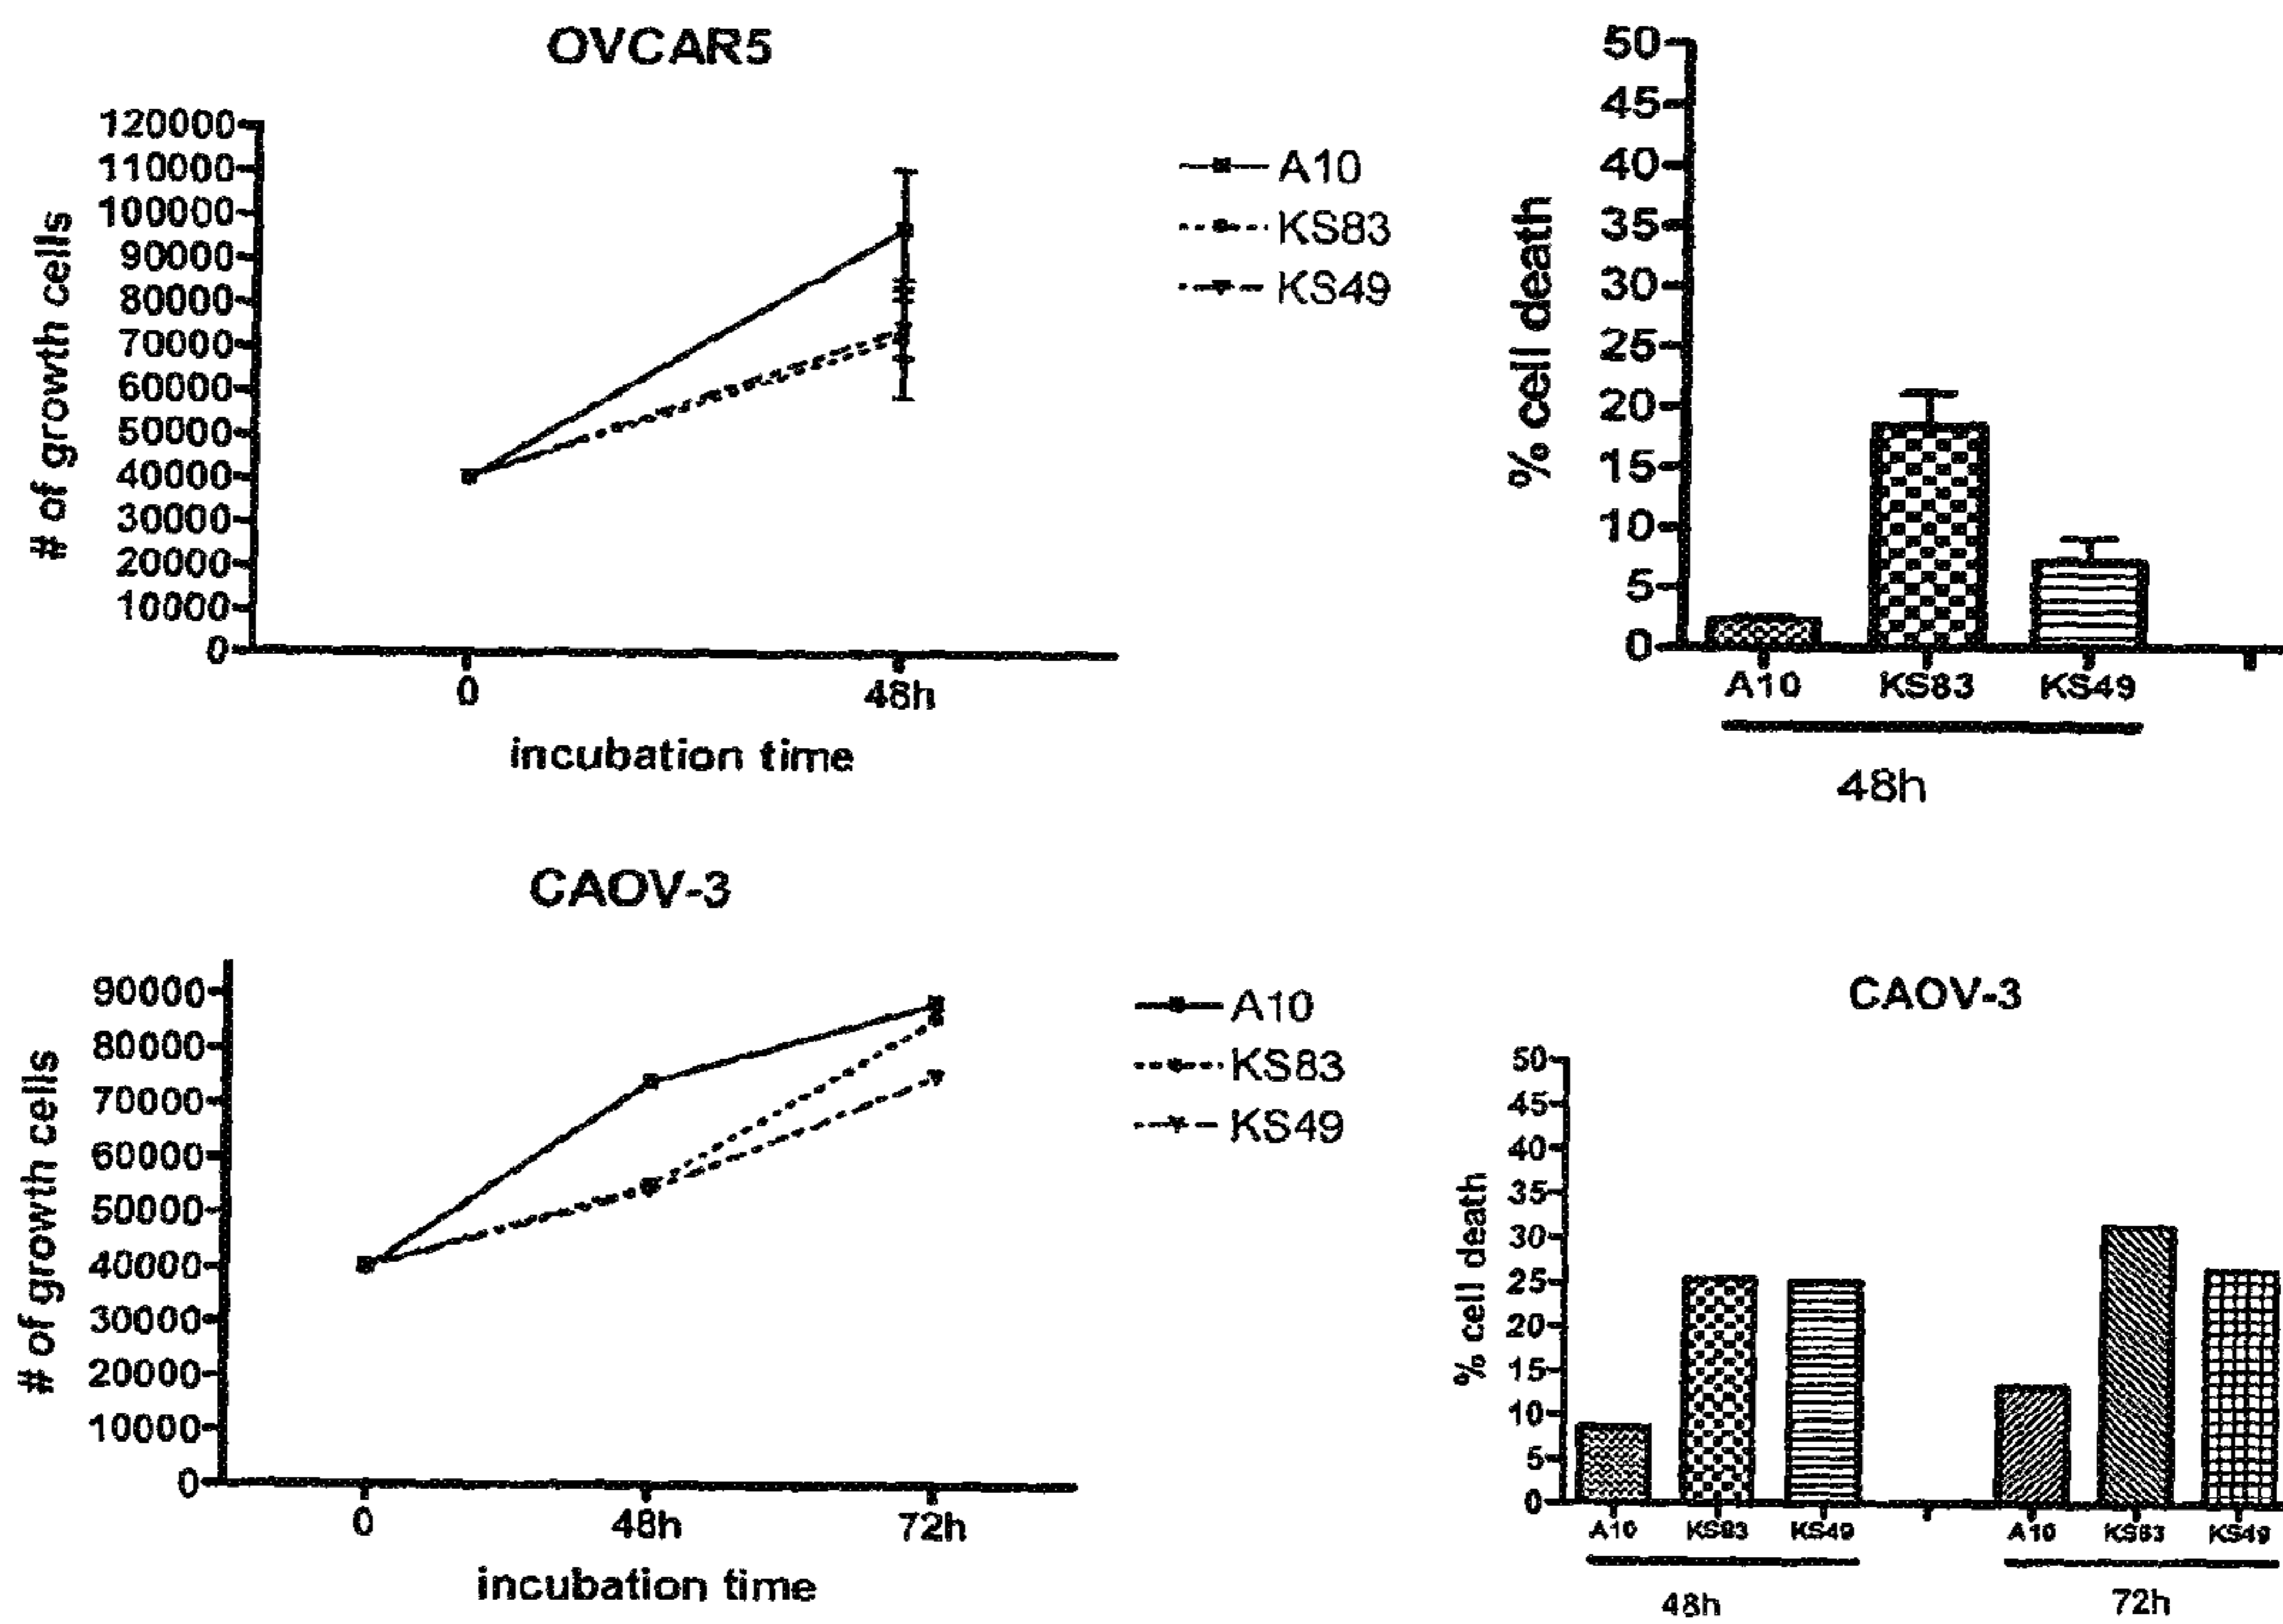 OVCAR5
# of growth cells
120000
110000
100000
90000
80000
70000
60000
50000
40000
30000
20000
10000
0
0
48h
incubation time
A10
KS83
KS49
% cell death
50
45
40
35
30
25
20
15
10
5
0
A10 KS83 KS49
48h
CAOV-3
# of growth cells
90000
80000
70000
60000
50000
40000
30000
20000
10000
0
0 48h 72h
incubation time
A10
KS83
KS49
CAOV-3
% cell death
50
45
40
35
30
25
20
15
10
5
0
A10 KS83 KS49 A10 KS83 KS49
48h 72h